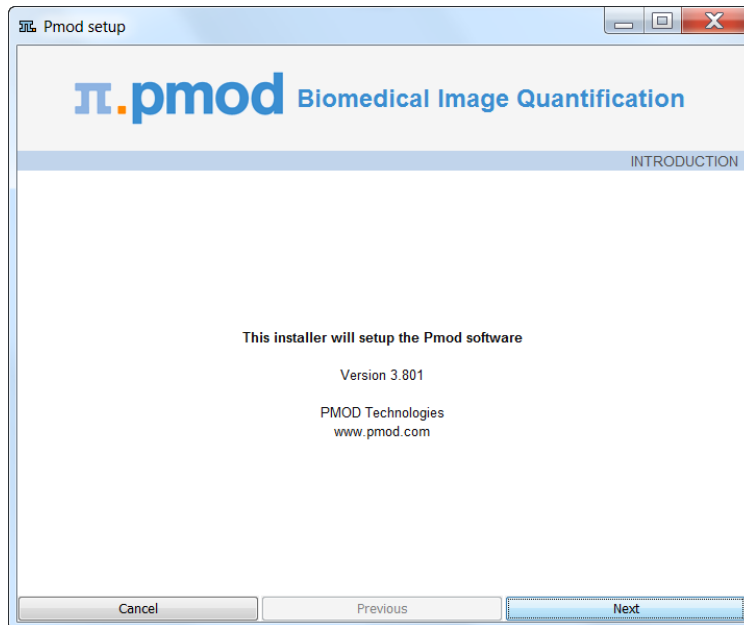 Pmod setup
π.pmod Biomedical Image Quantification
INTRODUCTION
This installer will setup the Pmod software
Version 3.801
PMOD Technologies
www.pmod.com
Cancel Previous Next